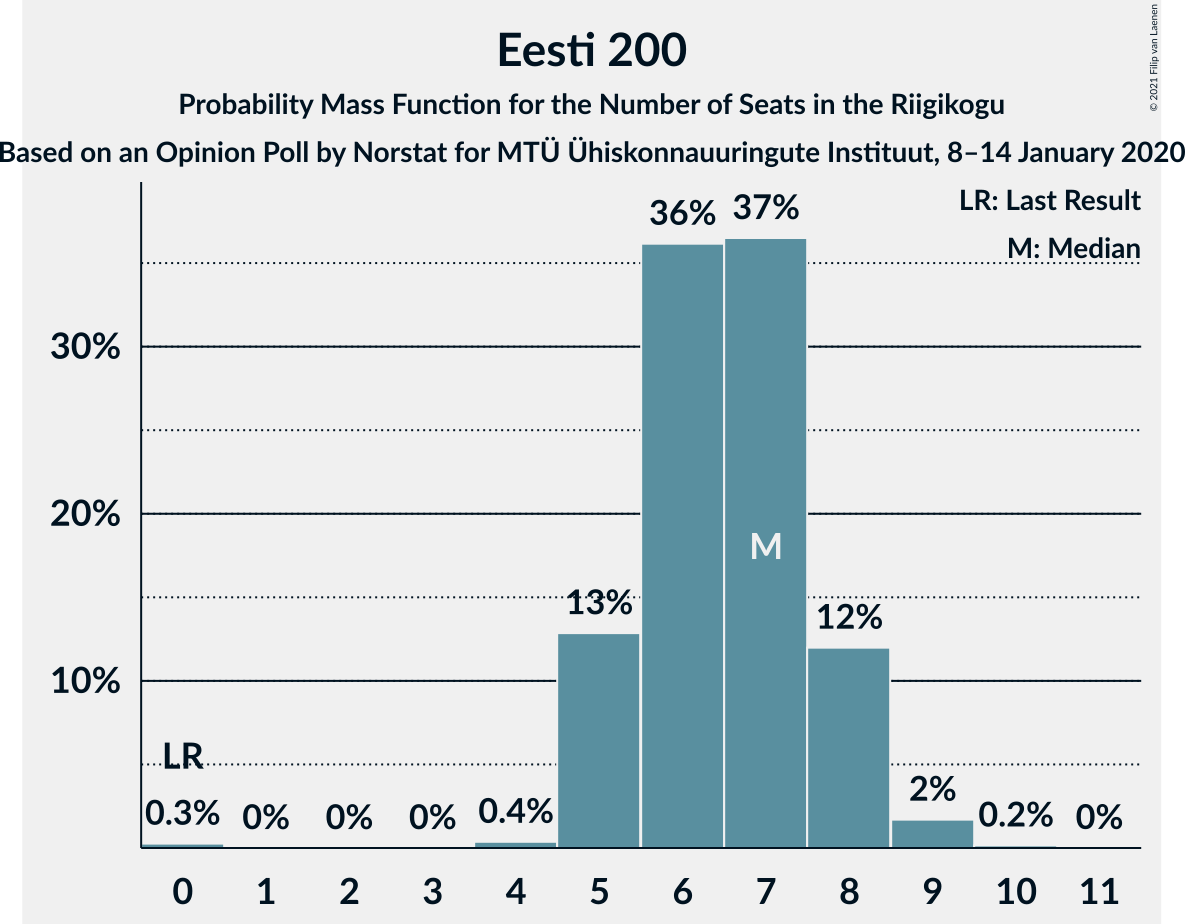 Eesti 200
Probability Mass Function for the Number of Seats in the Riigikogu
Based on an Opinion Poll by Norstat for MTÜ Ühiskonnauuringute Instituut, 8–14 January 2020
© 2021 Filip van Laenen
LR: Last Result
M: Median
36% 37%
30%
20%
M
13% 12%
10%
LR
0.3% 0% 0% 0% 0.4% 2% 0.2% 0%
0 1 2 3 4 5 6 7 8 9 10 11